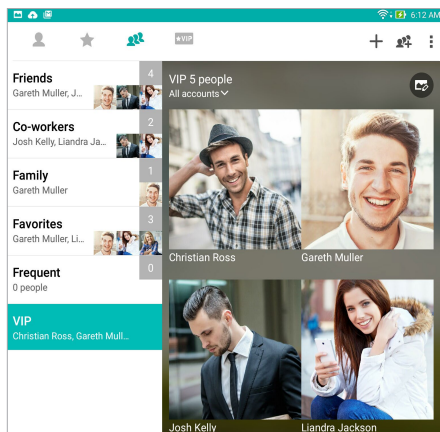 6:12 AM
★VIP
Friends
4
Gareth Muller, J...
Co-workers
2
Josh Kelly, Liandra Ja...
Family
1
Gareth Muller
Favorites
3
Gareth Muller, Li...
Frequent
0
0 people
VIP
Christian Ross, Gareth Mull...
VIP 5 people
All accounts
Christian Ross
Gareth Muller
Josh Kelly
Liandra Jackson